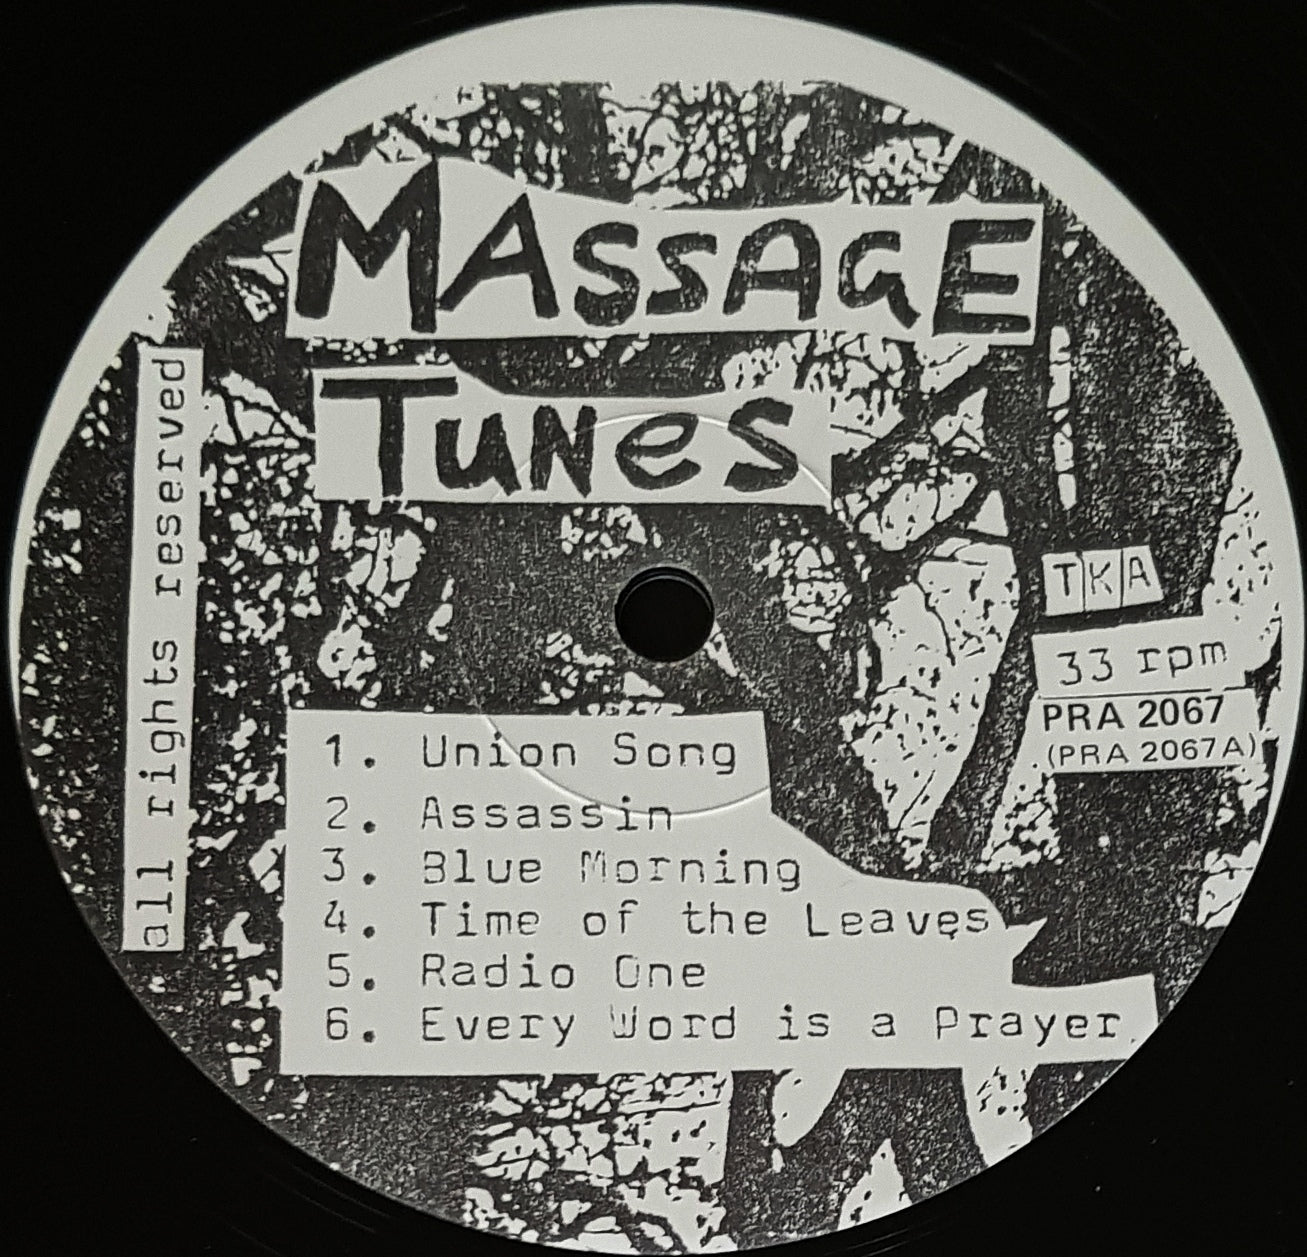 MASSAGE
TUNES
all rights reserved
TKA
33 rpm
PRA 2067
(PRA 2067A)
1. Union Song
2. Assassin
3. Blue Morning
4. Time of the Leaves
5. Radio One
6. Every Word is a Prayer